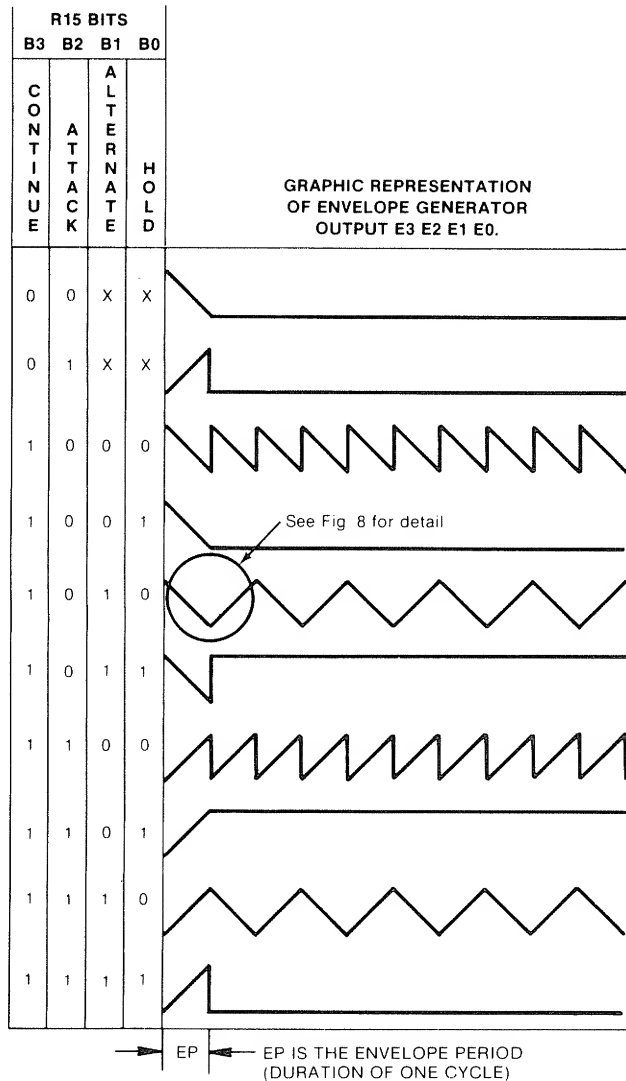 R15 BITS
B3 B2 B1 B0
CONTINUE
ATTACK
ALTERNATE
HOLD
GRAPHIC REPRESENTATION
OF ENVELOPE GENERATOR
OUTPUT E3 E2 E1 E0.
0 0 X X
0 1 X X
1 0 0 0
1 0 0 1
See Fig 8 for detail
1 0 1 0
1 0 1 1
1 1 0 0
1 1 0 1
1 1 1 0
1 1 1 1
EP
EP IS THE ENVELOPE PERIOD
(DURATION OF ONE CYCLE)